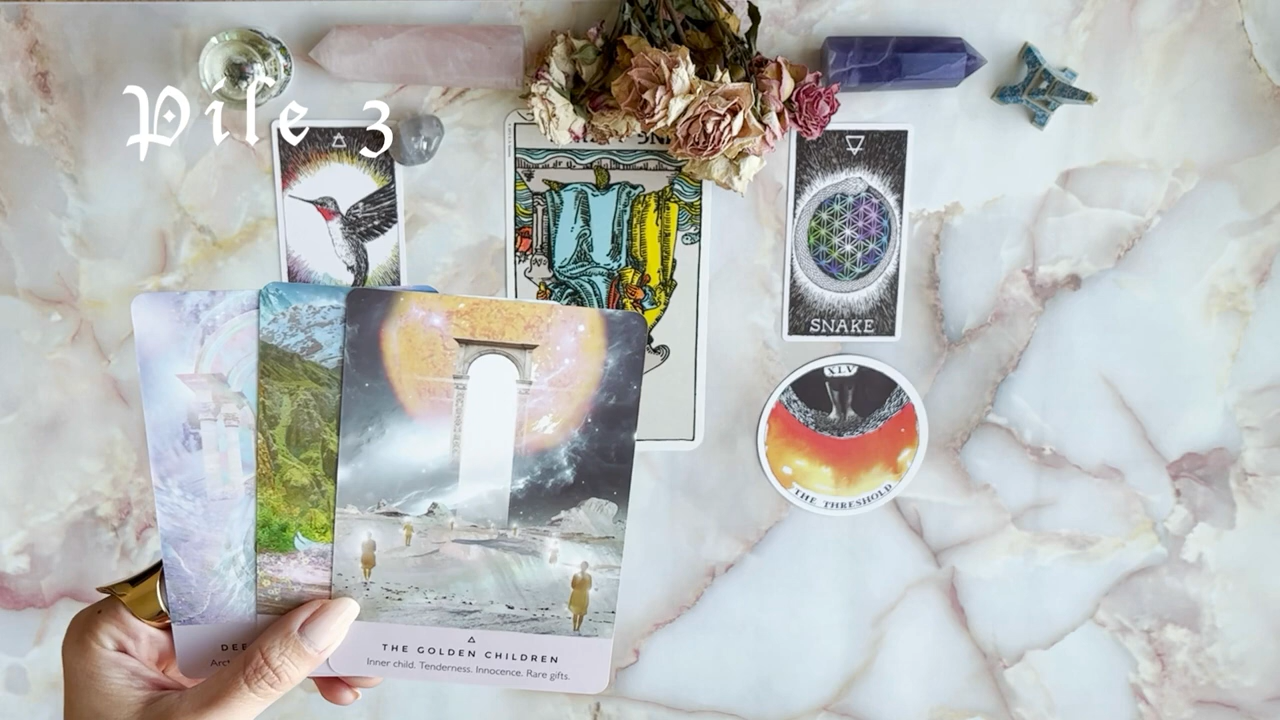 Pile 3
SNAKE
XLV
THE THRESHOLD
THE GOLDEN CHILDREN
Inner child. Tenderness. Innocence. Rare gifts.